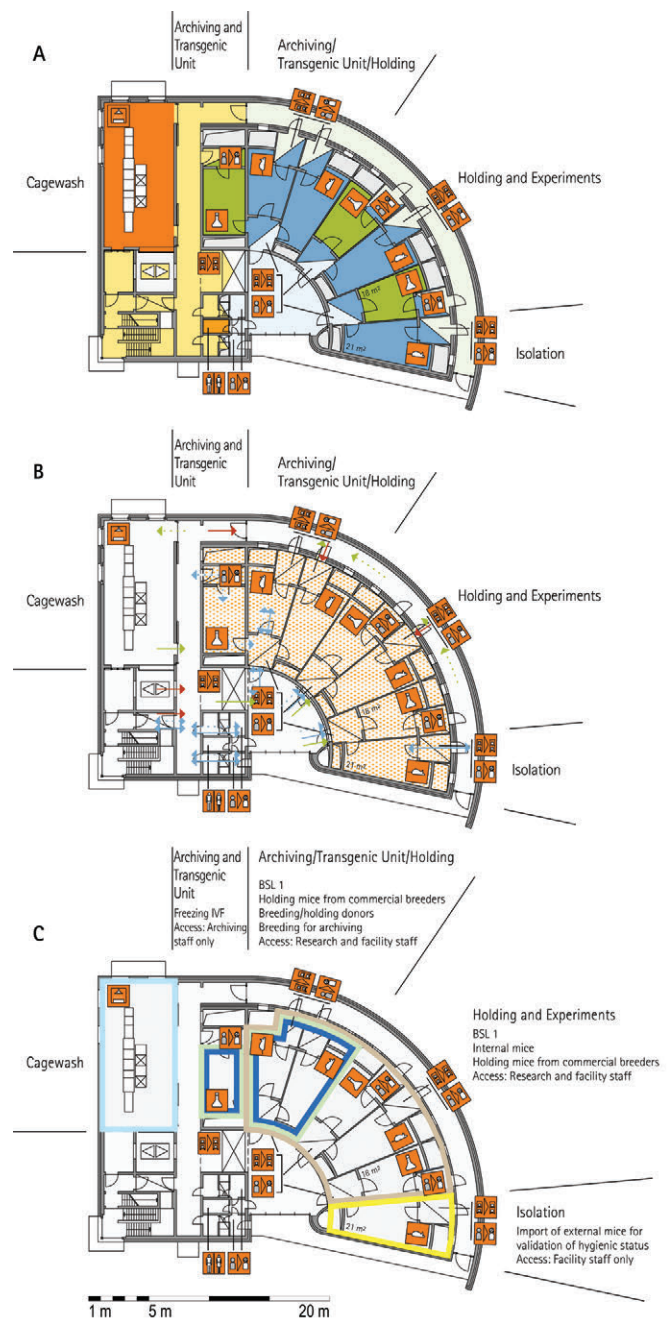 Archiving and
Transgenic
Unit
Archiving/
Transgenic Unit/Holding
A
Cagewash
Holding and Experiments
18 m²
21 m²
Isolation
Archiving and
Transgenic
Unit
Archiving/
Transgenic Unit/Holding
B
Cagewash
Holding and Experiments
18 m²
21 m²
Isolation
Archiving and
Transgenic
Unit
Freezing IVF
Access: Archiving
staff only
Archiving/Transgenic Unit/Holding
BSL 1
Holding mice from commercial breeders
Breeding/holding donors
Breeding for archiving
Access: Research and facility staff
C
Cagewash
Holding and Experiments
BSL 1
Internal mice
Holding mice from commercial breeders
Access: Research and facility staff
18 m²
21 m²
Isolation
Import of external mice for
validation of hygienic status
Access: Facility staff only
1 m 5 m 20 m